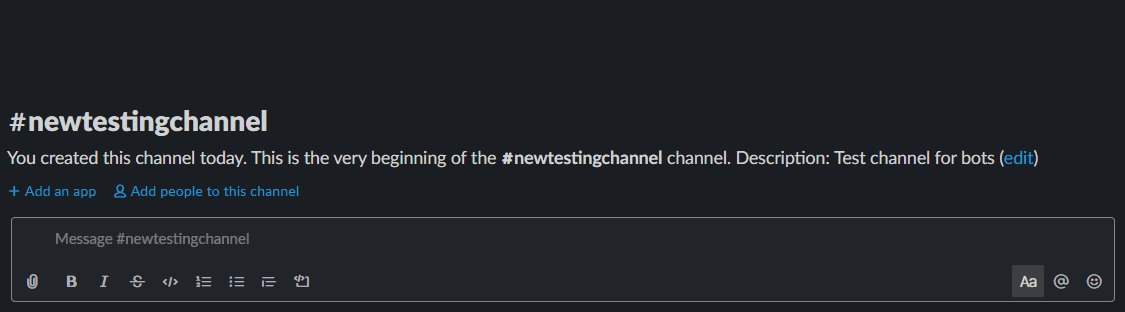 #newtestingchannel
You created this channel today. This is the very beginning of the #newtestingchannel channel. Description: Test channel for bots (edit)
+ Add an app Add people to this channel
Message #newtestingchannel
B I S </> Aa @